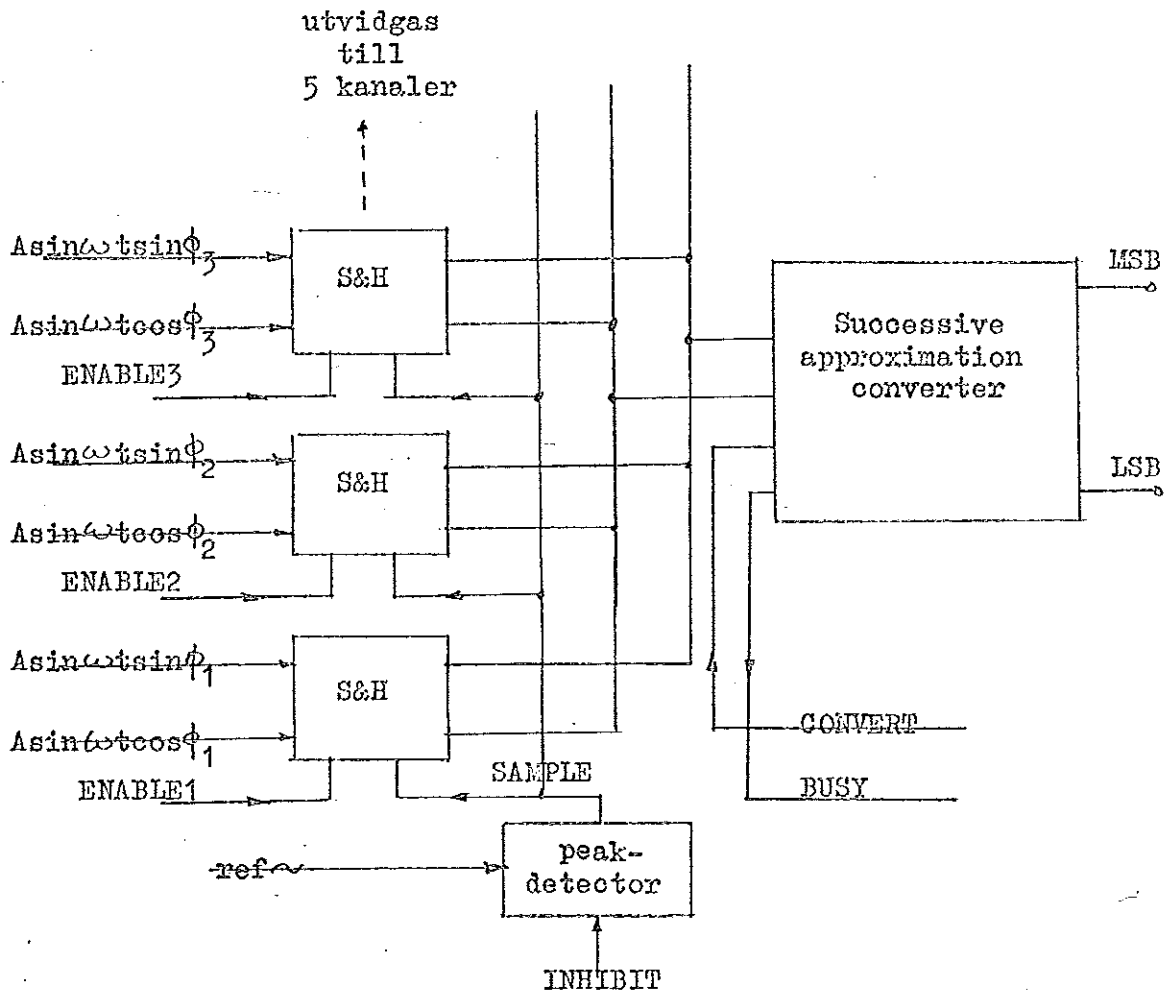 utvidgas
till
5 kanaler
Asinωtsinϕ3
S&H
Asinωtcosϕ3
ENABLE3
MSB
Successive
approximation
converter
LSB
Asinωtsinϕ2
S&H
Asinωtcosϕ2
ENABLE2
Asinωtsinϕ1
S&H
Asinωtcosϕ1
ENABLE1
SAMPLE
CONVERT
BUSY
ref~
peak-
detector
INHIBIT